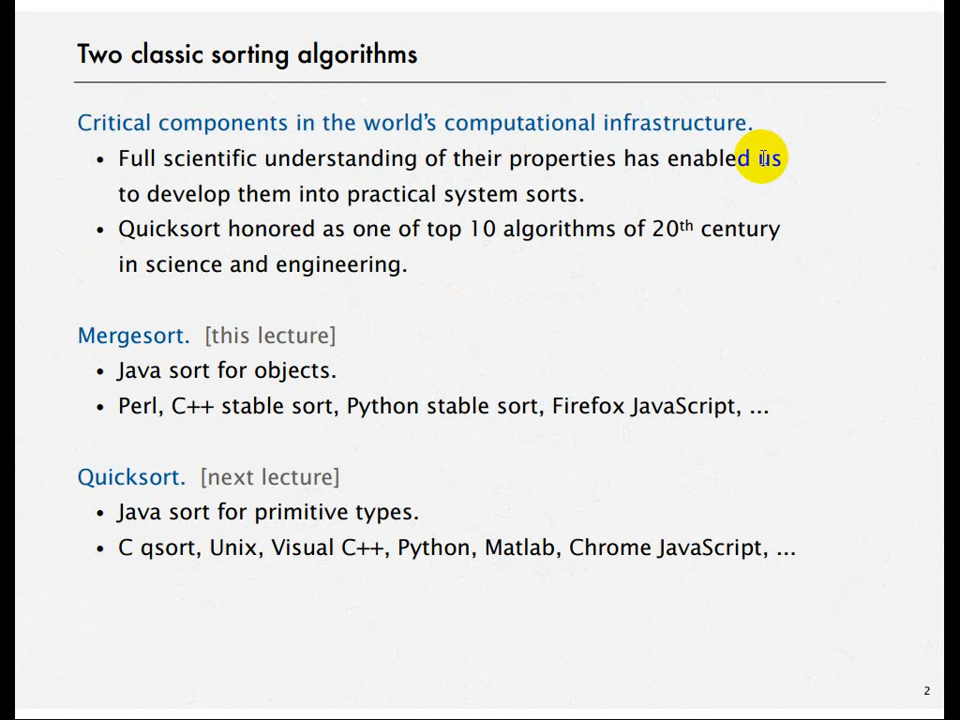 Two classic sorting algorithms
Critical components in the world's computational infrastructure.
• Full scientific understanding of their properties has enabled us
to develop them into practical system sorts.
• Quicksort honored as one of top 10 algorithms of 20th century
in science and engineering.
Mergesort. [this lecture]
• Java sort for objects.
• Perl, C++ stable sort, Python stable sort, Firefox JavaScript, ...
Quicksort. [next lecture]
• Java sort for primitive types.
• C qsort, Unix, Visual C++, Python, Matlab, Chrome JavaScript, ...
2